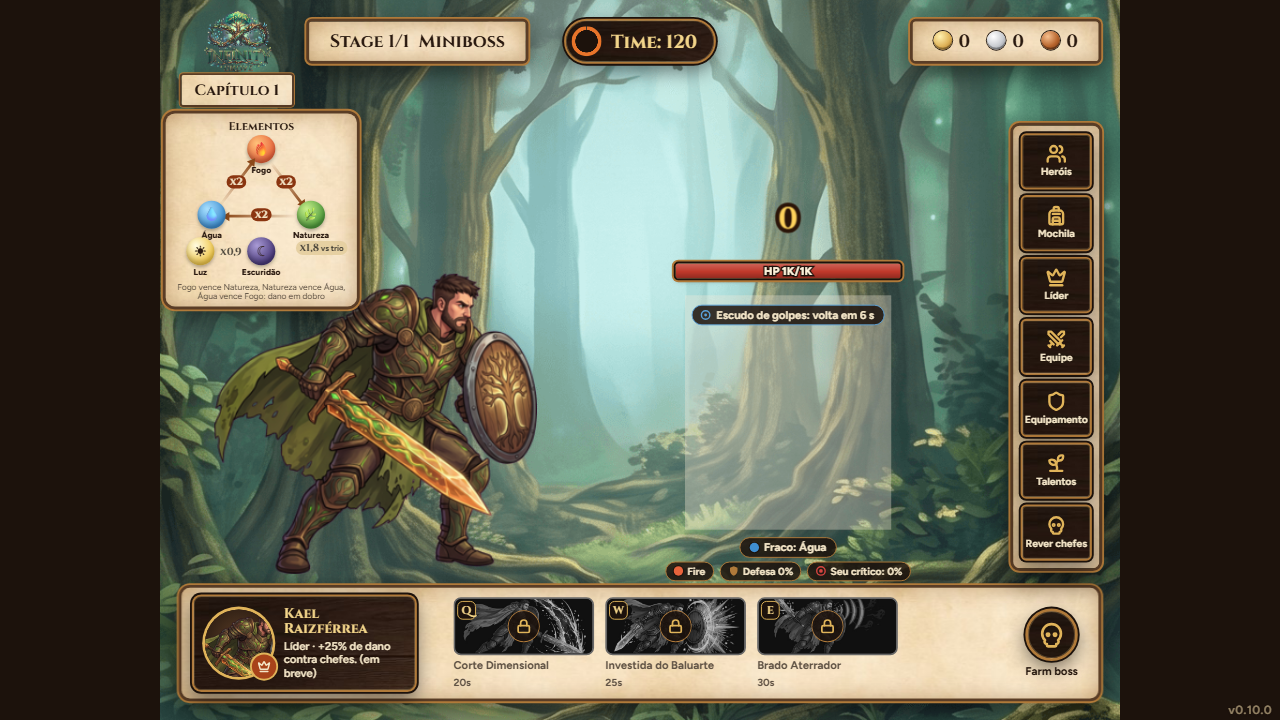 STAGE 1/1 MINIBOSS
TIME: 120
0 0 0
CAPÍTULO 1
ELEMENTOS
Fogo
X2 X2
X2
Água Natureza
X0,9 X1,8 vs trio
Luz Escuridão
Fogo vence Natureza, Natureza vence Água,
Água vence Fogo: dano em dobro
0
HP 1K/1K
Escudo de golpes: volta em 6 s
Fraco: Água
Fire Defesa 0% Seu crítico: 0%
Heróis
Mochila
Líder
Equipe
Equipamento
Talentos
Rever chefes
KAEL
RAIZFÉRREA
Líder · +25% de dano
contra chefes. (em
breve)
Q W E
Corte Dimensional Investida do Baluarte Brado Aterrador
20s 25s 30s
Farm boss
v0.10.0